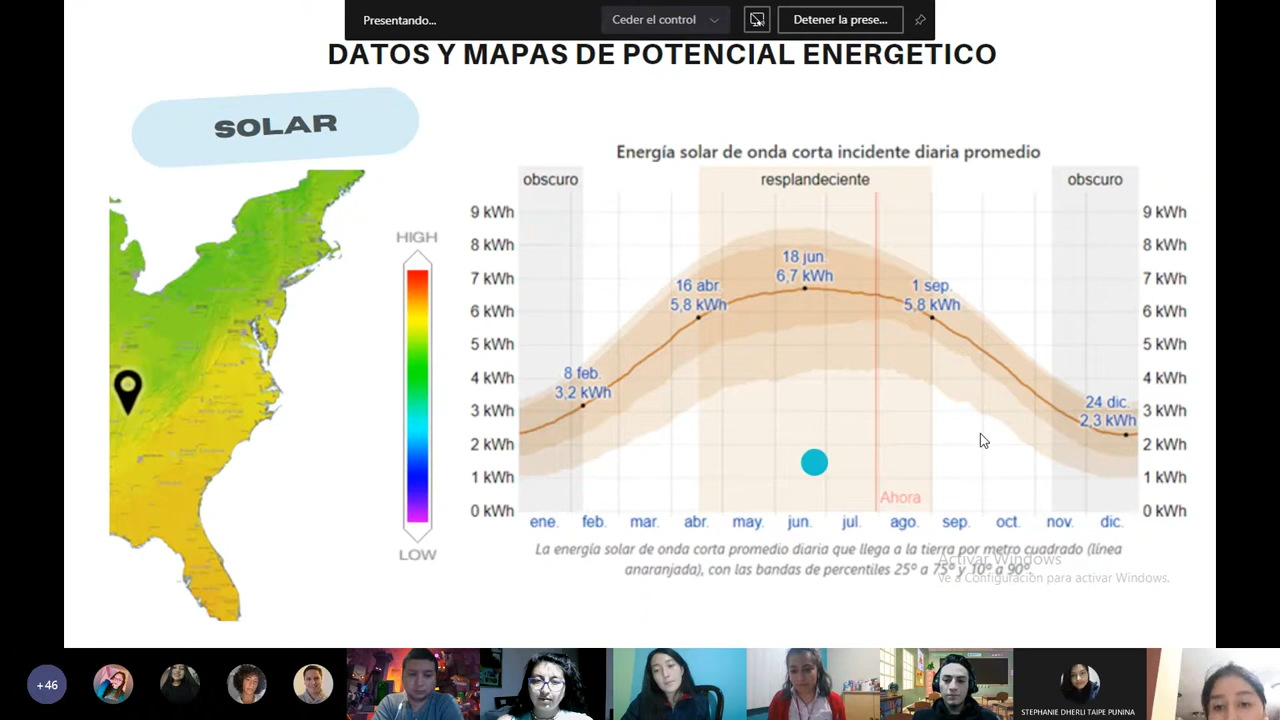 Presentando...
Ceder el control
Detener la prese...
DATOS Y MAPAS DE POTENCIAL ENERGETICO
SOLAR
HIGH
LOW
Energía solar de onda corta incidente diaria promedio
obscuro
resplandeciente
obscuro
9 kWh
9 kWh
8 kWh
8 kWh
7 kWh
7 kWh
6 kWh
6 kWh
5 kWh
5 kWh
4 kWh
4 kWh
3 kWh
3 kWh
2 kWh
2 kWh
1 kWh
1 kWh
0 kWh
0 kWh
8 feb.
3,2 kWh
16 abr.
5,8 kWh
18 jun.
6,7 kWh
1 sep.
5,8 kWh
24 dic.
2,3 kWh
Ahora
ene. feb. mar. abr. may. jun. jul. ago. sep. oct. nov. dic.
La energía solar de onda corta promedio diaria que llega a la tierra por metro cuadrado (línea
anaranjada), con las bandas de percentiles 25º a 75º y 10º a 90º.
Activar Windows
Ve a Configuración para activar Windows.
+46
STEPHANIE DHERLI TAIPE PUNINA